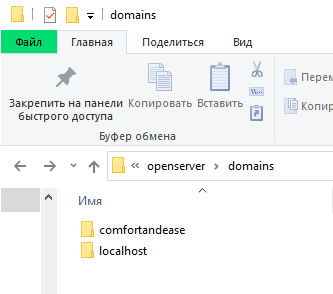 domains
Файл Главная Поделиться Вид
Закрепить на панели быстрого доступа
Копировать
Вставить
Буфер обмена
openserver domains
Имя
comfortandease
localhost